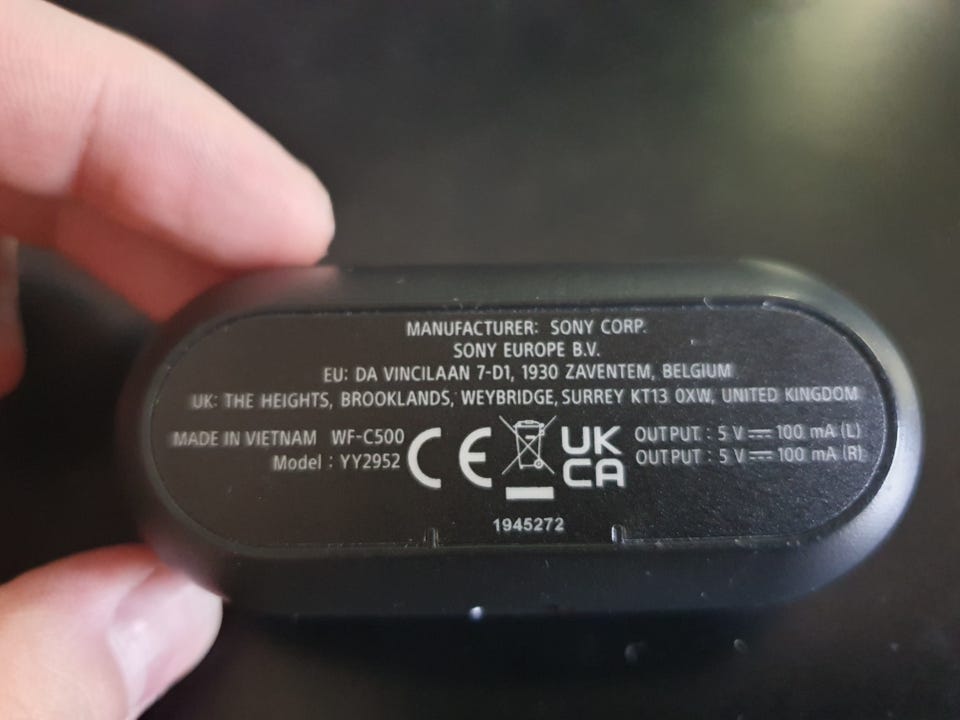 MANUFACTURER: SONY CORP.
SONY EUROPE B.V.
EU: DA VINCILAAN 7-D1, 1930 ZAVENTEM, BELGIUM
UK: THE HEIGHTS, BROOKLANDS, WEYBRIDGE, SURREY KT13 0XW, UNITED KINGDOM
MADE IN VIETNAM WF-C500
Model : YY2952
CE
UK
CA
OUTPUT : 5 V ⎓ 100 mA (L)
OUTPUT : 5 V ⎓ 100 mA (R)
1945272